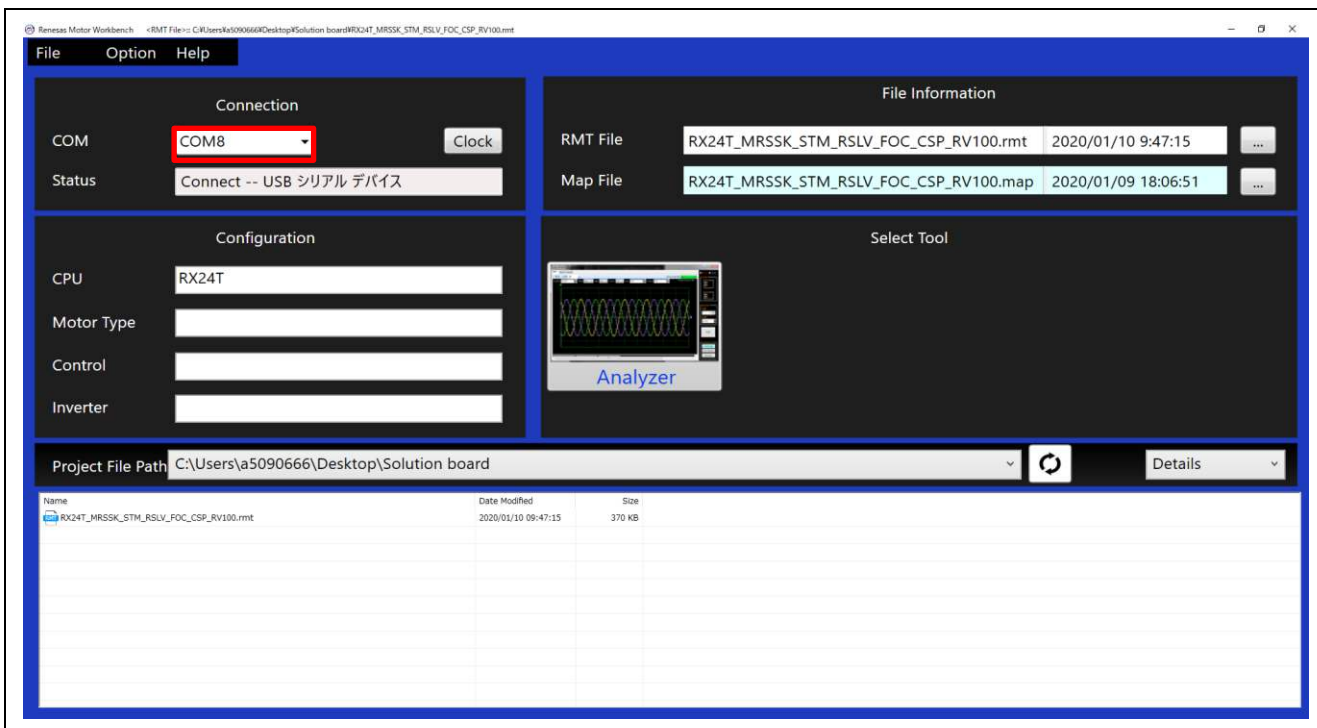 Renesas Motor Workbench <RMT File>:: C:¥Users¥a5090666¥Desktop¥Solution board¥RX24T_MRSSK_STM_RSLV_FOC_CSP_RV100.rmt
File Option Help
Connection
COM COM8 Clock
Status Connect -- USB シリアル デバイス
File Information
RMT File RX24T_MRSSK_STM_RSLV_FOC_CSP_RV100.rmt 2020/01/10 9:47:15 ...
Map File RX24T_MRSSK_STM_RSLV_FOC_CSP_RV100.map 2020/01/09 18:06:51 ...
Configuration
CPU RX24T
Motor Type
Control
Inverter
Select Tool
Analyzer
Project File Path C:\Users\a5090666\Desktop\Solution board Details
Name Date Modified Size
RX24T_MRSSK_STM_RSLV_FOC_CSP_RV100.rmt 2020/01/10 09:47:15 370 KB